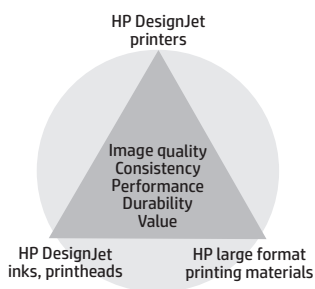 HP DesignJet
printers
Image quality
Consistency
Performance
Durability
Value
HP DesignJet
inks, printheads
HP large format
printing materials